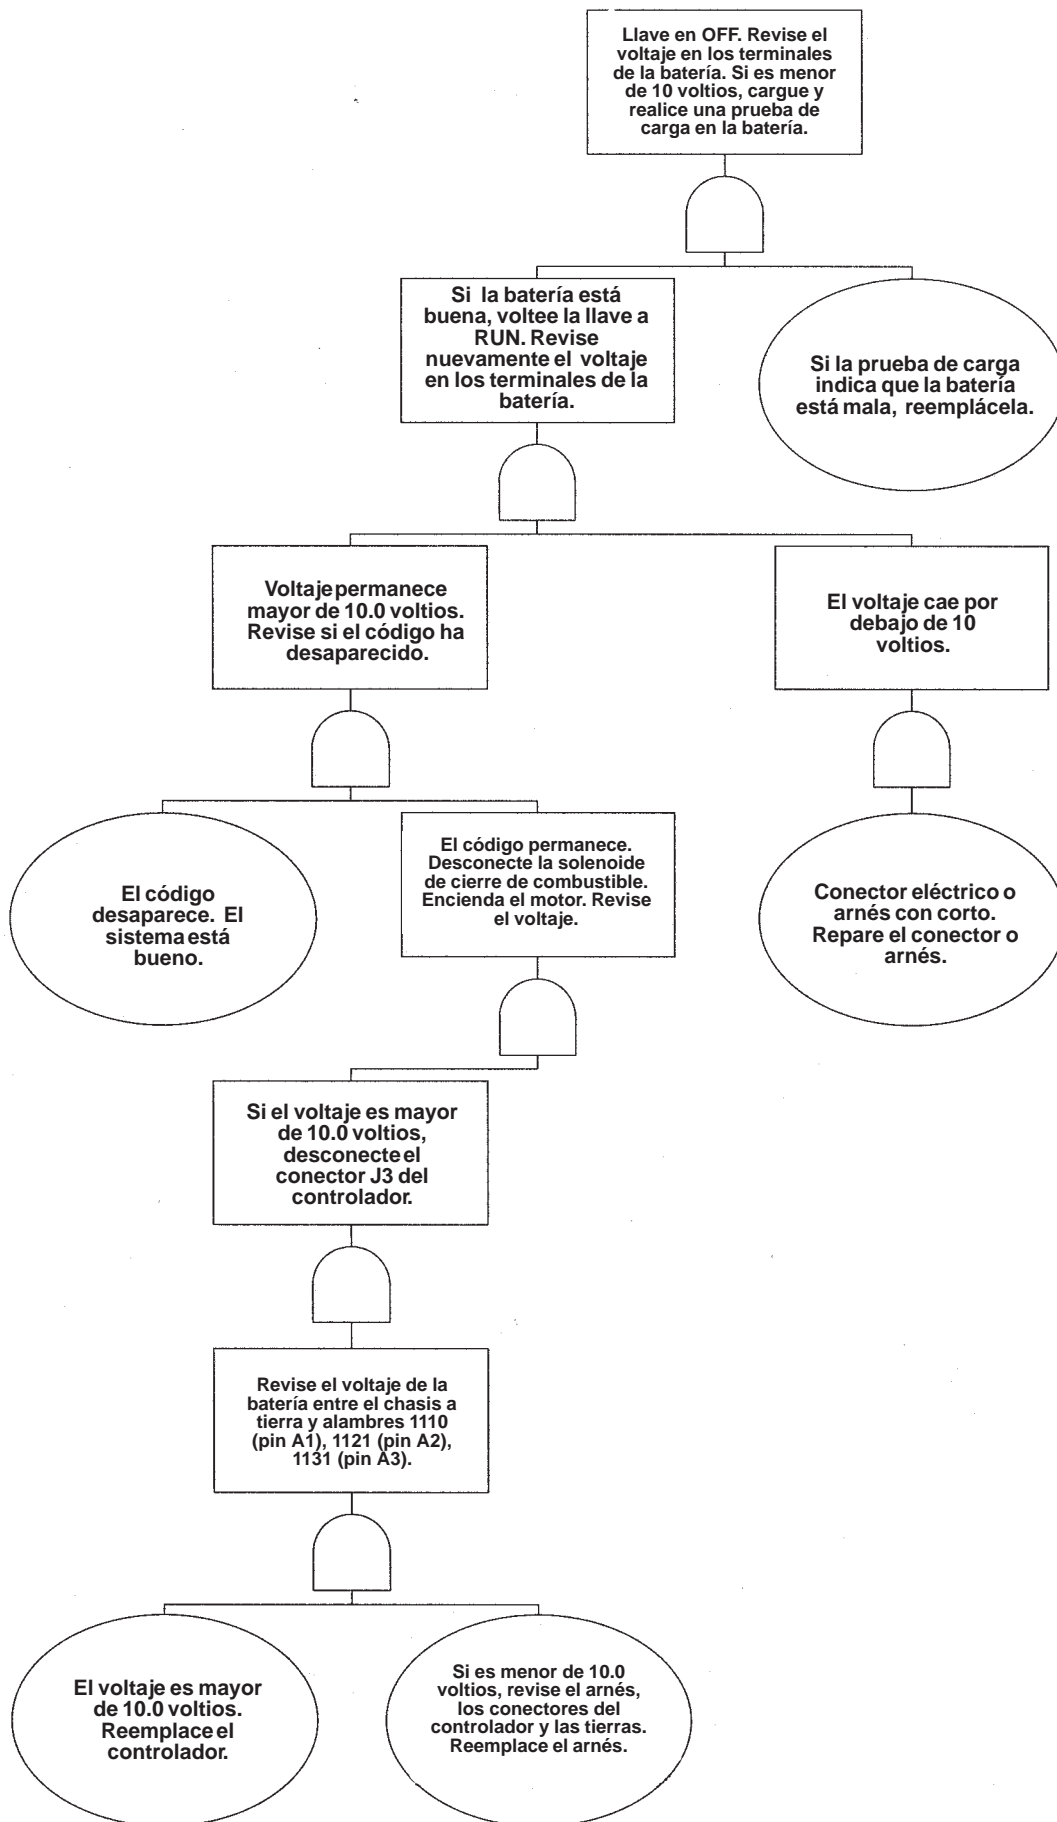 Llave en OFF. Revise el
voltaje en los terminales
de la batería. Si es menor
de 10 voltios, cargue y
realice una prueba de
carga en la batería.
Si la batería está
buena, voltee la llave a
RUN. Revise
nuevamente el voltaje
en los terminales de la
batería.
Si la prueba de carga
indica que la batería
está mala, reemplácela.
Voltaje permanece
mayor de 10.0 voltios.
Revise si el código ha
desaparecido.
El voltaje cae por
debajo de 10
voltios.
El código
desaparece. El
sistema está
bueno.
El código permanece.
Desconecte la solenoide
de cierre de combustible.
Encienda el motor. Revise
el voltaje.
Conector eléctrico o
arnés con corto.
Repare el conector o
arnés.
Si el voltaje es mayor
de 10.0 voltios,
desconecte el
conector J3 del
controlador.
Revise el voltaje de la
batería entre el chasis a
tierra y alambres 1110
(pin A1), 1121 (pin A2),
1131 (pin A3).
El voltaje es mayor
de 10.0 voltios.
Reemplace el
controlador.
Si es menor de 10.0
voltios, revise el arnés,
los conectores del
controlador y las tierras.
Reemplace el arnés.